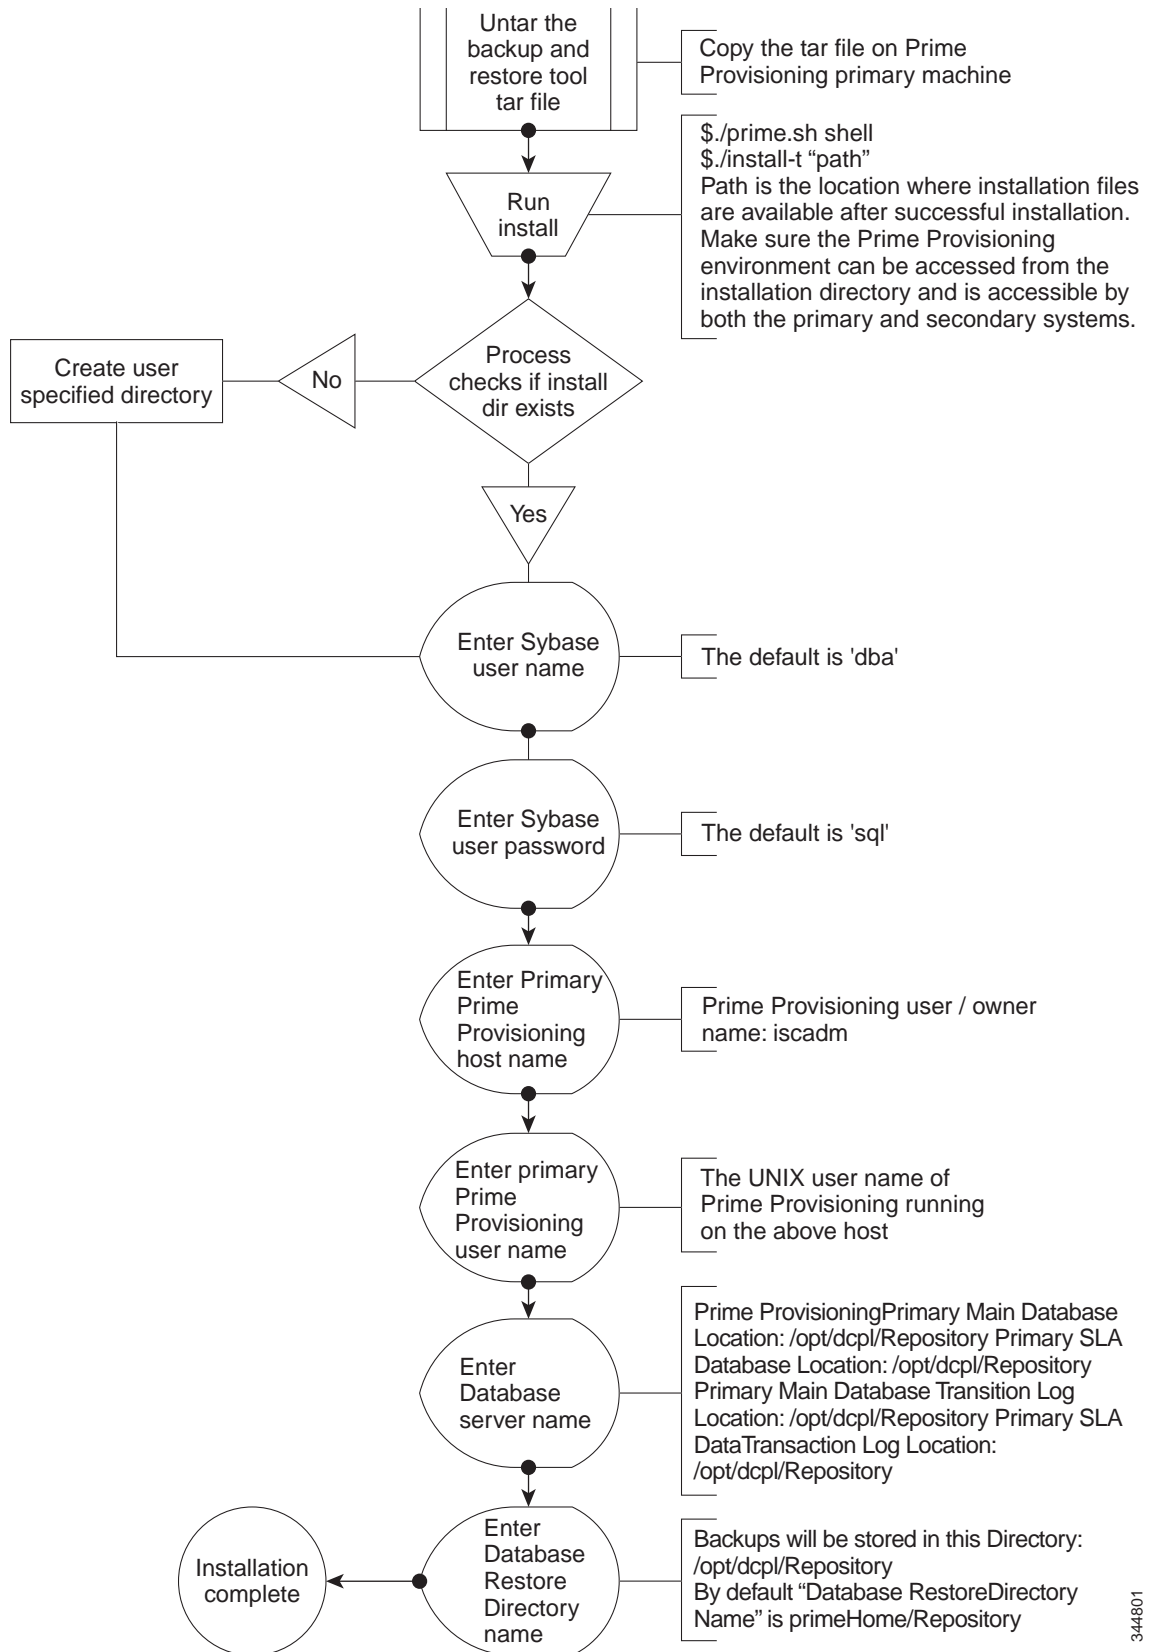 Untar the
backup and
restore tool
tar file
Copy the tar file on Prime
Provisioning primary machine
$./prime.sh shell
$./install-t “path”
Path is the location where installation files
are available after successful installation.
Make sure the Prime Provisioning
environment can be accessed from the
installation directory and is accessible by
both the primary and secondary systems.
Run
install
Process
checks if install
dir exists
No
Create user
specified directory
Yes
Enter Sybase
user name
The default is 'dba'
Enter Sybase
user password
The default is 'sql'
Enter Primary
Prime
Provisioning
host name
Prime Provisioning user / owner
name: iscadm
Enter primary
Prime
Provisioning
user name
The UNIX user name of
Prime Provisioning running
on the above host
Enter
Database
server name
Prime ProvisioningPrimary Main Database
Location: /opt/dcpl/Repository Primary SLA
Database Location: /opt/dcpl/Repository
Primary Main Database Transition Log
Location: /opt/dcpl/Repository Primary SLA
DataTransaction Log Location:
/opt/dcpl/Repository
Enter
Database
Restore
Directory
name
Backups will be stored in this Directory:
/opt/dcpl/Repository
By default “Database RestoreDirectory
Name” is primeHome/Repository
Installation
complete
344801